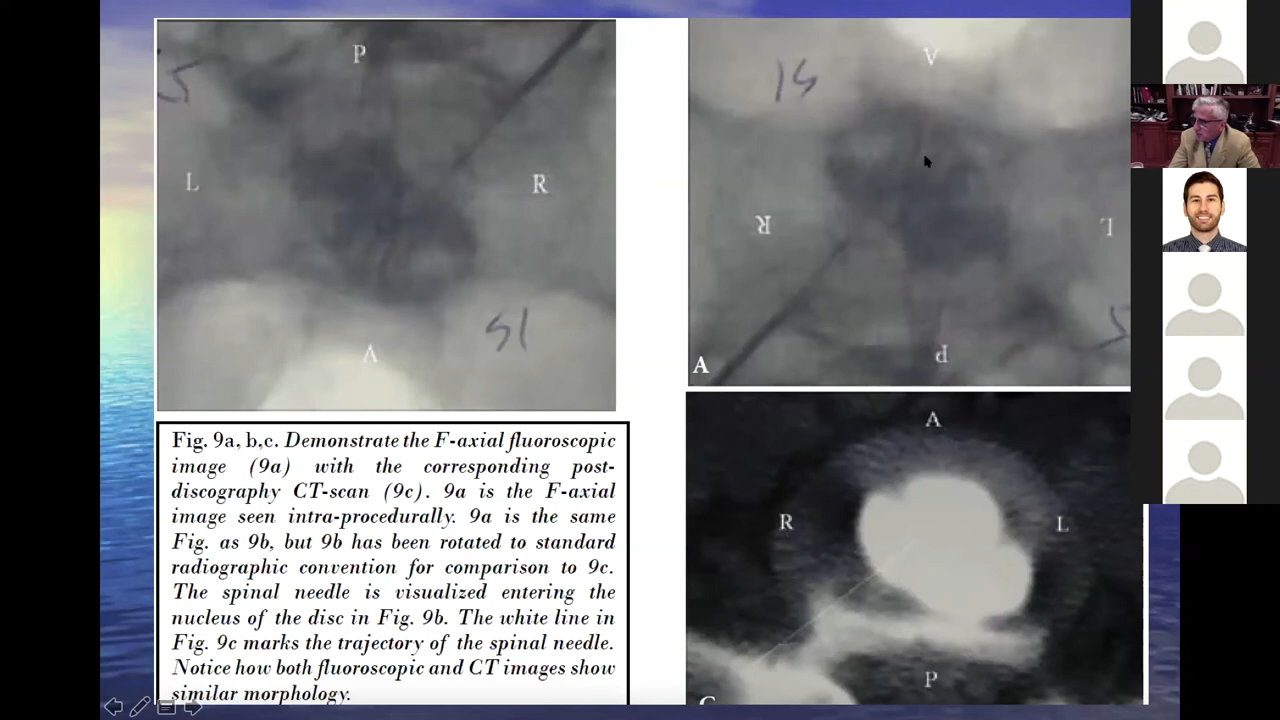 P
L
R
A
V
R
L
P
A
Fig. 9a, b,c. Demonstrate the F-axial fluoroscopic
image (9a) with the corresponding post-
discography CT-scan (9c). 9a is the F-axial
image seen intra-procedurally. 9a is the same
Fig. as 9b, but 9b has been rotated to standard
radiographic convention for comparison to 9c.
The spinal needle is visualized entering the
nucleus of the disc in Fig. 9b. The white line in
Fig. 9c marks the trajectory of the spinal needle.
Notice how both fluoroscopic and CT images show
similar morphology.
A
R
L
P